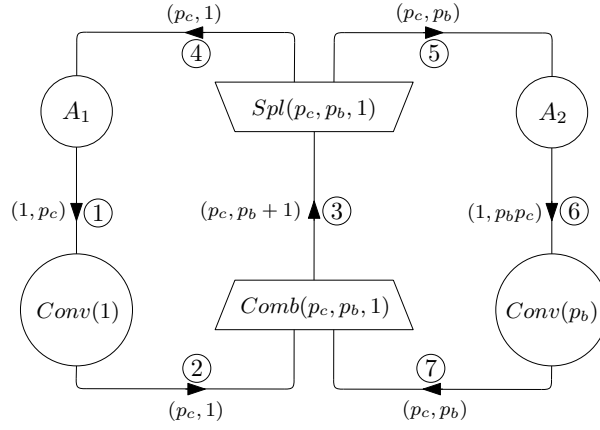 (p_c, 1)
(p_c, p_b)
④
⑤
A_1
Spl(p_c, p_b, 1)
A_2
(1, p_c)
①
(p_c, p_b + 1)
③
(1, p_b p_c)
⑥
Conv(1)
Comb(p_c, p_b, 1)
Conv(p_b)
②
⑦
(p_c, 1)
(p_c, p_b)